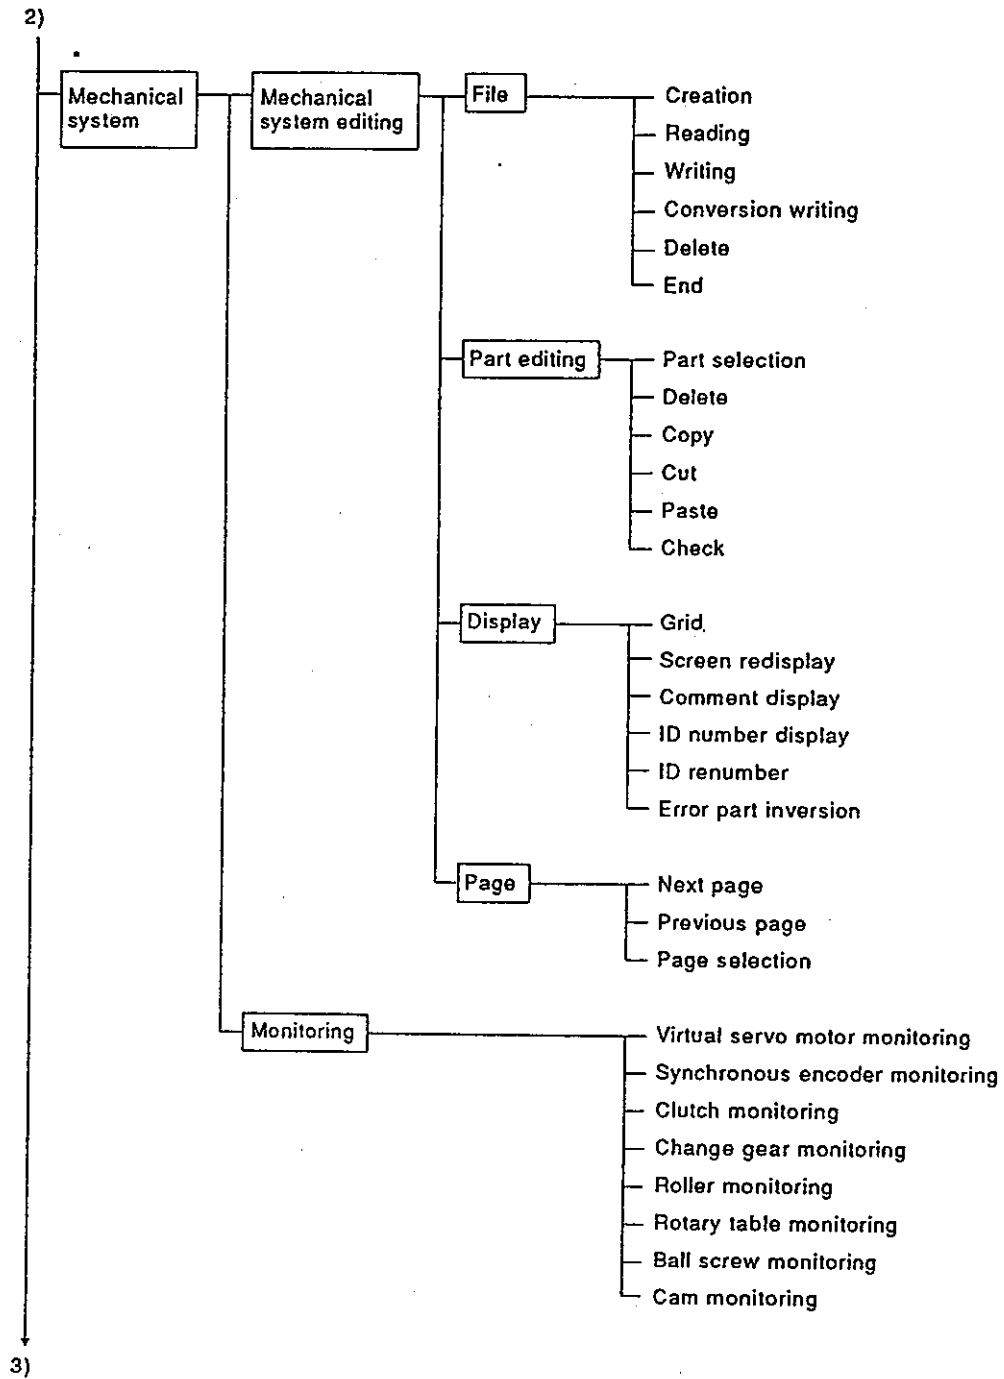 2)
Mechanical
system
Mechanical
system editing
File
Creation
Reading
Writing
Conversion writing
Delete
End
Part editing
Part selection
Delete
Copy
Cut
Paste
Check
Display
Grid
Screen redisplay
Comment display
ID number display
ID renumber
Error part inversion
Page
Next page
Previous page
Page selection
Monitoring
Virtual servo motor monitoring
Synchronous encoder monitoring
Clutch monitoring
Change gear monitoring
Roller monitoring
Rotary table monitoring
Ball screw monitoring
Cam monitoring
3)